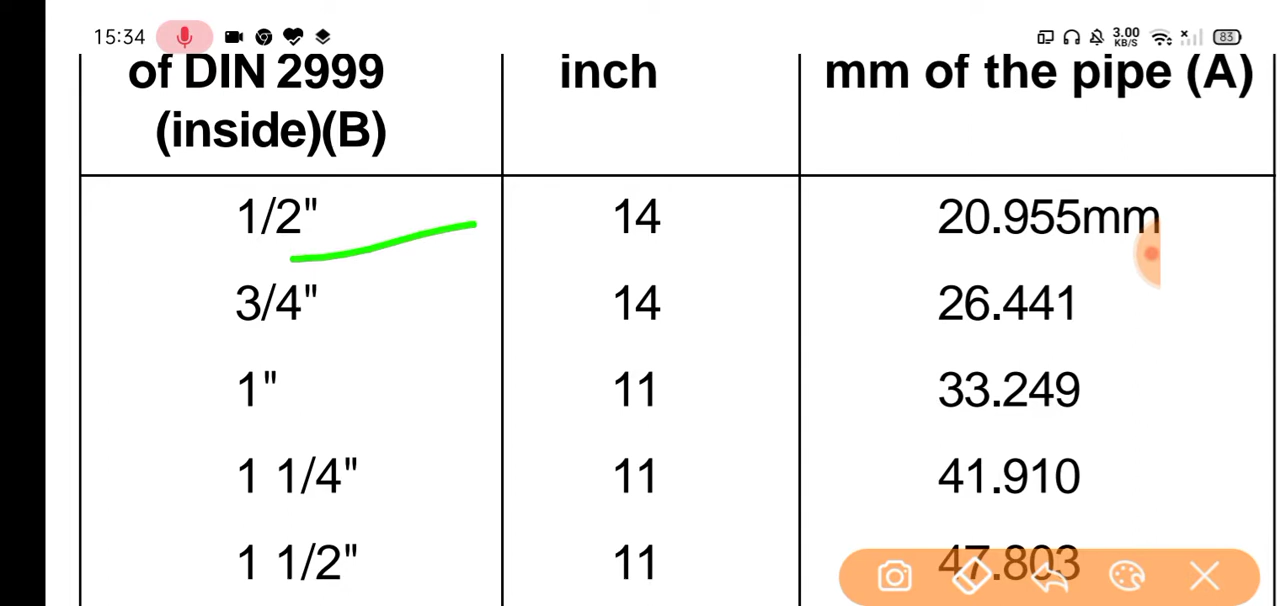 15:34 3.00 KB/S 83
of DIN 2999 inch mm of the pipe (A)
(inside)(B)
1/2" 14 20.955mm
3/4" 14 26.441
1" 11 33.249
1 1/4" 11 41.910
1 1/2" 11 47.803